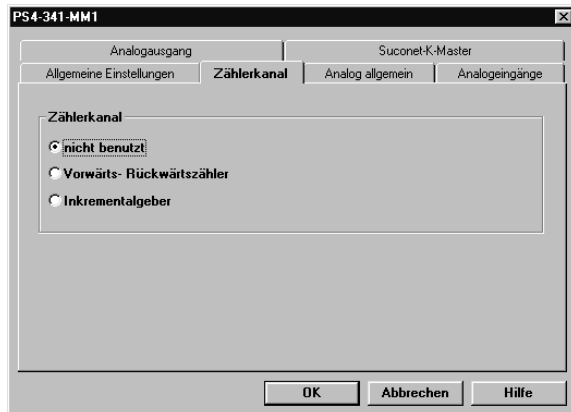 PS4-341-MM1
Analogausgang Suconet-K-Master
Allgemeine Einstellungen Zählerkanal Analog allgemein Analogeingänge
Zählerkanal
nicht benutzt
Vorwärts- Rückwärtszähler
Inkrementalgeber
OK Abbrechen Hilfe